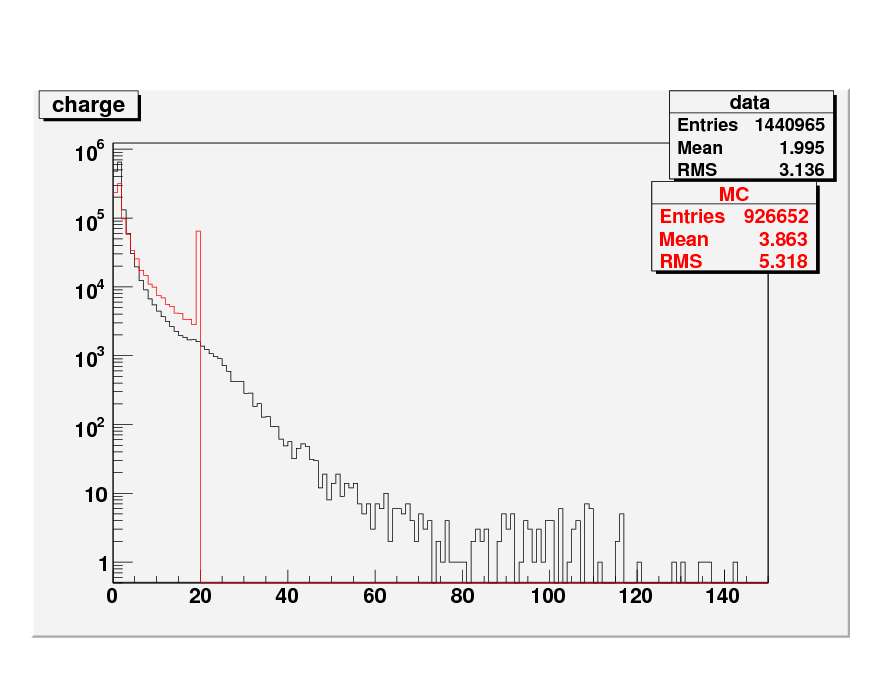 charge
data
Entries 1440965
Mean 1.995
RMS 3.136
MC
Entries 926652
Mean 3.863
RMS 5.318
10^6
10^5
10^4
10^3
10^2
10
1
0 20 40 60 80 100 120 140